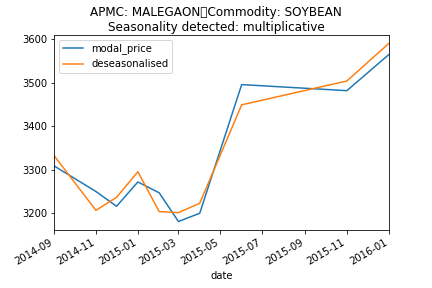 APMC: MALEGAON Commodity: SOYBEAN
Seasonality detected: multiplicative
3600
3500
3400
3300
3200
modal_price
deseasonalised
2014-09
2014-11
2015-01
2015-03
2015-05
2015-07
2015-09
2015-11
2016-01
date